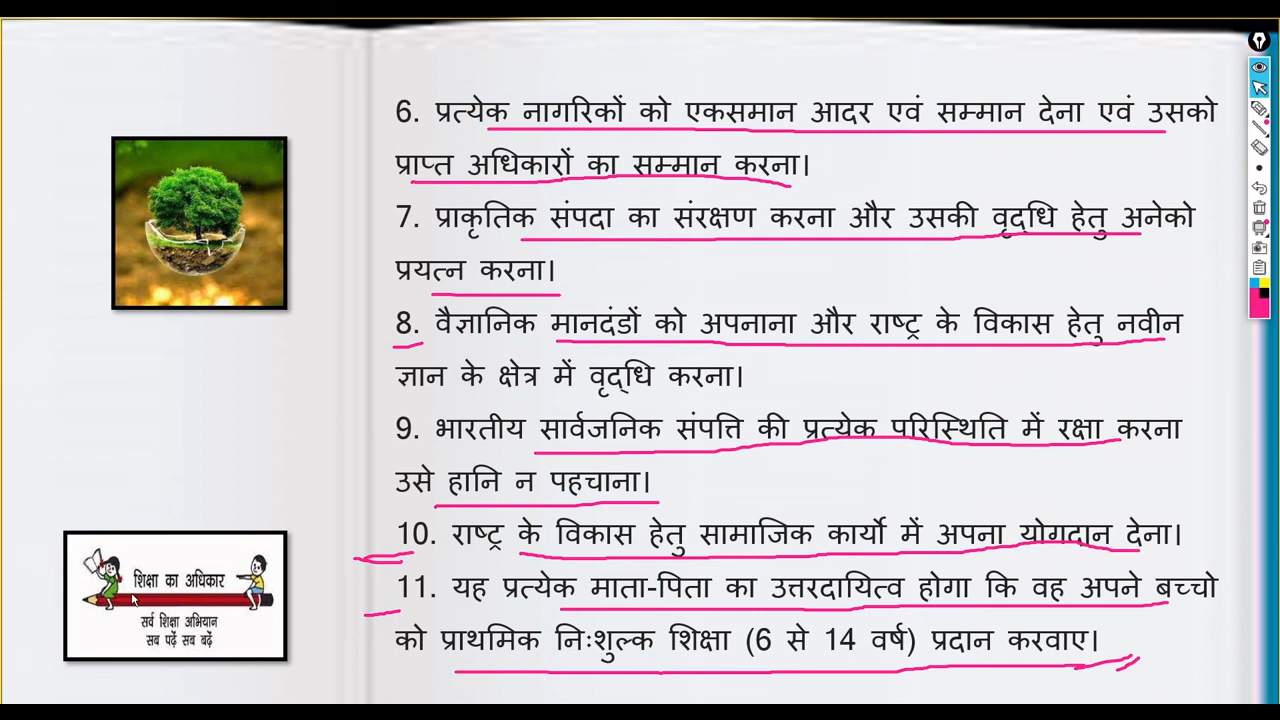 6. प्रत्येक नागरिकों को एकसमान आदर एवं सम्मान देना एवं उसको
प्राप्त अधिकारों का सम्मान करना।
7. प्राकृतिक संपदा का संरक्षण करना और उसकी वृद्धि हेतु अनेको
प्रयत्न करना।
8. वैज्ञानिक मानदंडों को अपनाना और राष्ट्र के विकास हेतु नवीन
ज्ञान के क्षेत्र में वृद्धि करना।
9. भारतीय सार्वजनिक संपत्ति की प्रत्येक परिस्थिति में रक्षा करना
उसे हानि न पहचाना।
10. राष्ट्र के विकास हेतु सामाजिक कार्यो में अपना योगदान देना।
11. यह प्रत्येक माता-पिता का उत्तरदायित्व होगा कि वह अपने बच्चो
को प्राथमिक निःशुल्क शिक्षा (6 से 14 वर्ष) प्रदान करवाए।
शिक्षा का अधिकार
सर्व शिक्षा अभियान
सब पढ़ें सब बढ़ें